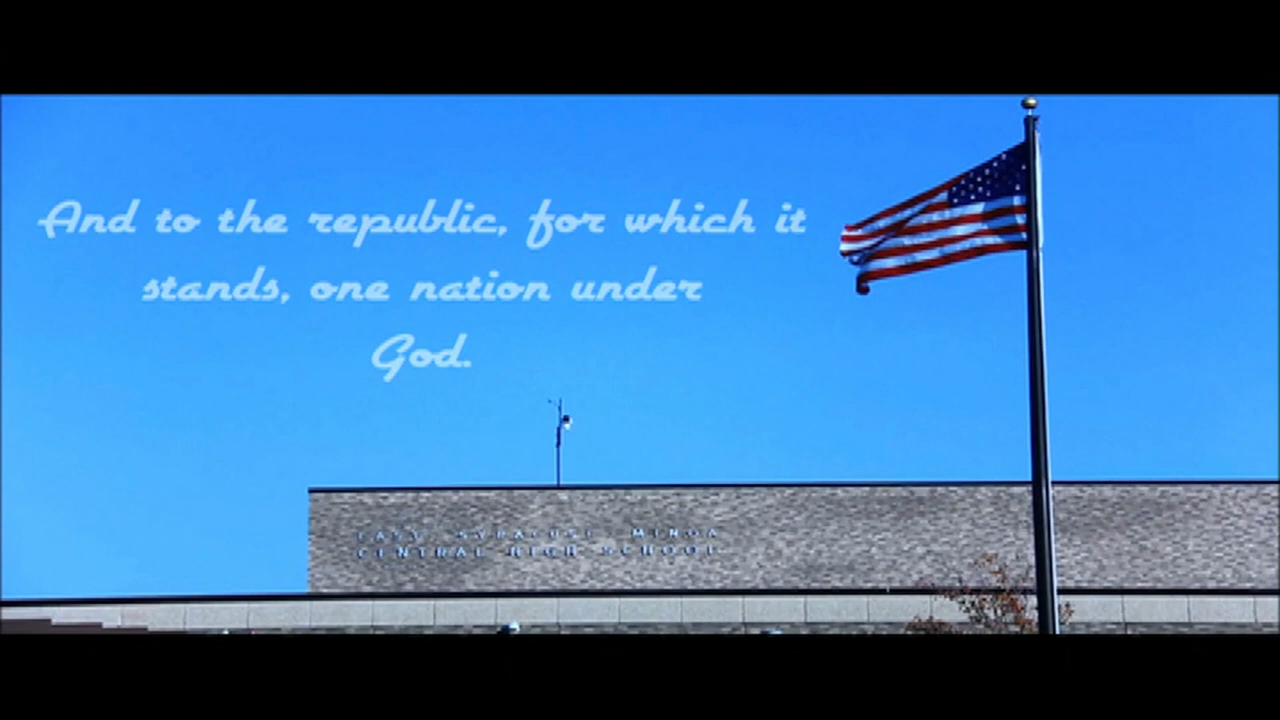 And to the republic, for which it
stands, one nation under
God.
EAST SYRACUSE MINOA
CENTRAL HIGH SCHOOL